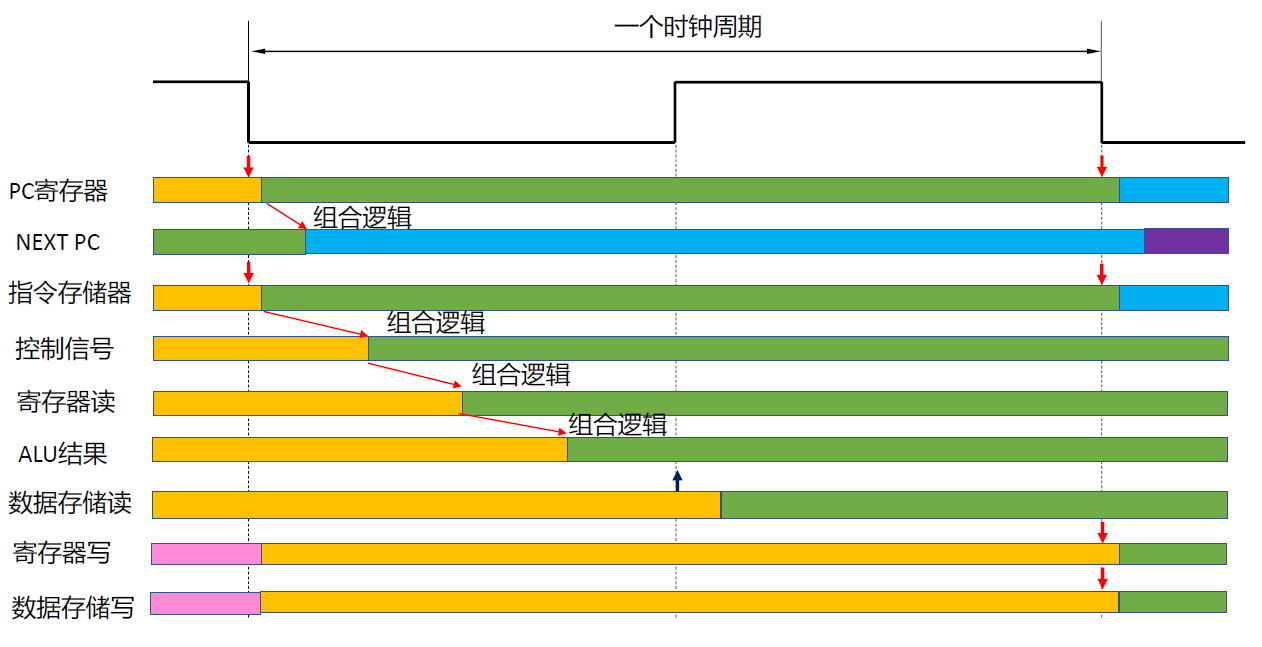 一个时钟周期
PC寄存器
组合逻辑
NEXT PC
指令存储器
组合逻辑
控制信号
组合逻辑
寄存器读
组合逻辑
ALU结果
数据存储读
寄存器写
数据存储写